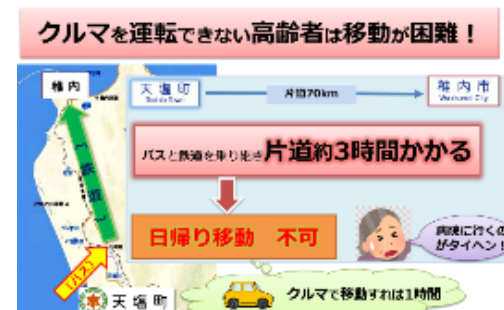 クルマを運転できない高齢者は移動が困難！
稚内
天塩町
片道70km
稚内市
Wakkanai City
バスと鉄道を乗り継ぎ片道約3時間かかる
（鉄道）
日帰り移動 不可
病院に行くの
がタイヘン！
（バス）
天塩町
クルマで移動すれば1時間